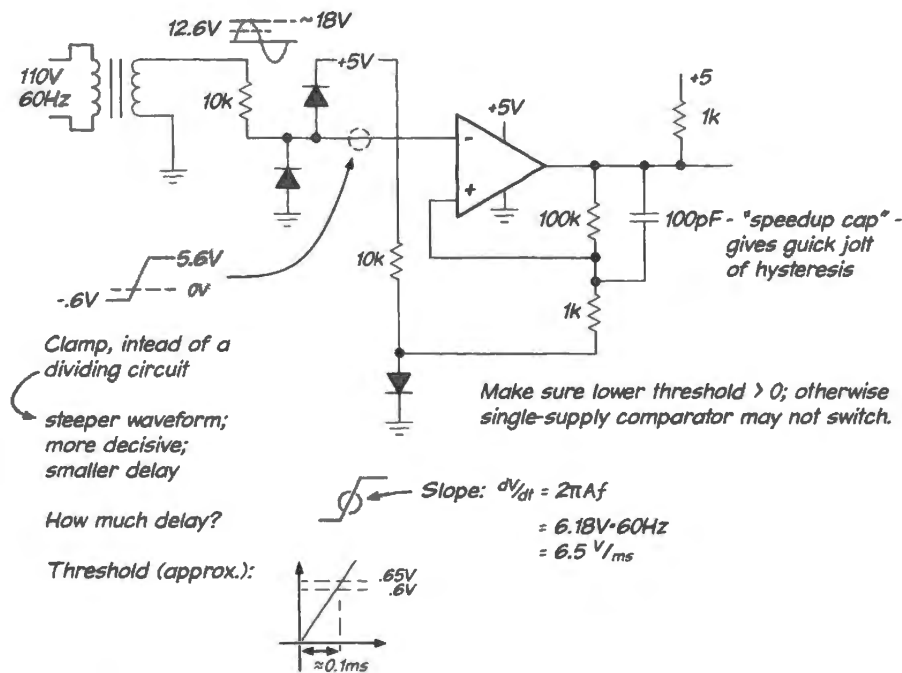 ~18V
12.6V
110V
60Hz
10k
+5V
+5V
+5
1k
-
+
100k
100pF - "speedup cap" -
gives guick jolt
of hysteresis
10k
1k
5.6V
0V
-.6V
Clamp, intead of a
dividing circuit
steeper waveform;
more decisive;
smaller delay
Make sure lower threshold > 0; otherwise
single-supply comparator may not switch.
How much delay?
Slope: dV/dt = 2πAf
= 6.18V·60Hz
= 6.5 V/ms
Threshold (approx.):
.65V
.6V
≈0.1ms